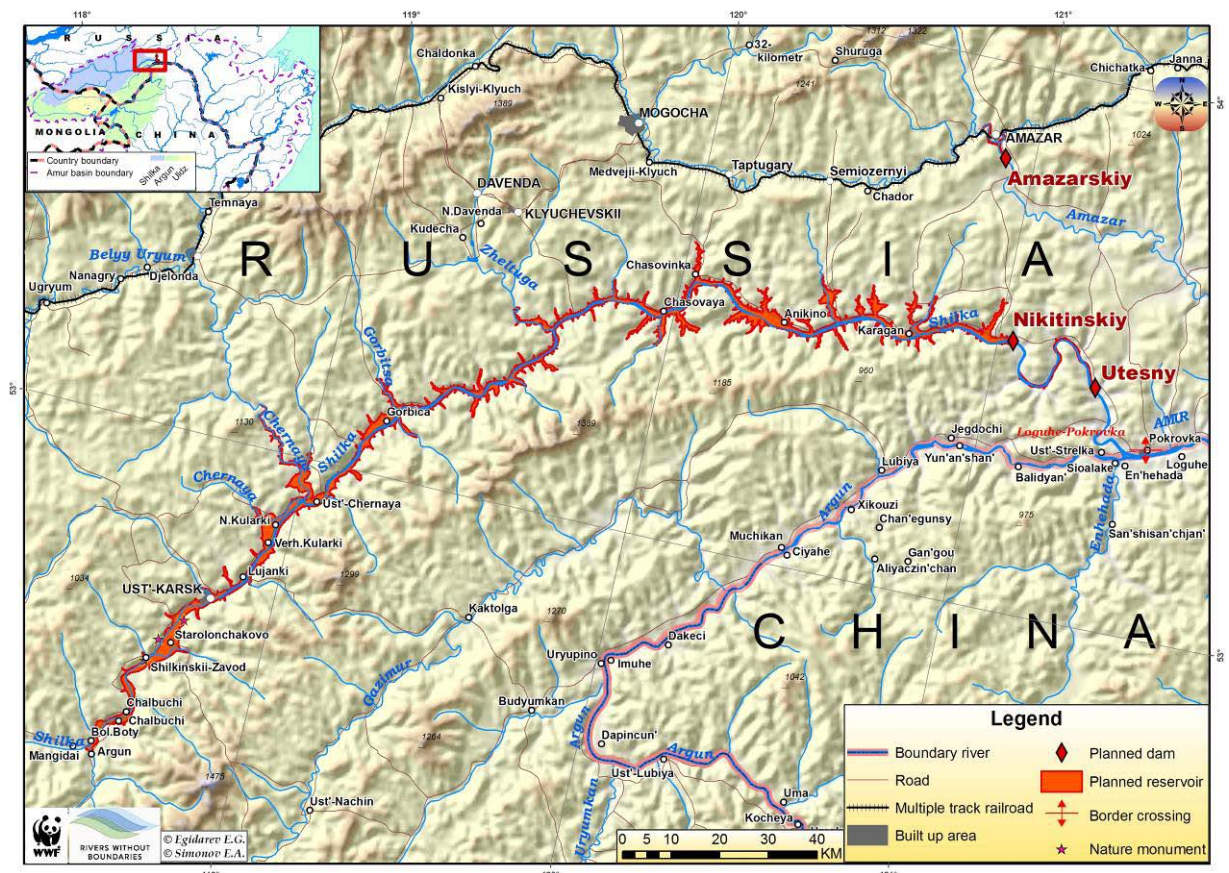 118°
119°
120°
121°
R U S S I A
MONGOLIA
CHINA
Country boundary
Amur basin boundary
Shilka
Argun
Uldz
Chaldonka
Kislyi-Klyuch
1389
32-kilometr
Shuruga
1312
1322
1241
Chichatka
Janna
N
W
E
S
54°
MOGOCHA
AMAZAR
1024
Medvejii-Klyuch
Taptugary
Semiozernyi
Chador
Amazarskiy
Amazar
DAVENDA
N.Davenda
KLYUCHEVSKII
Kudecha
Temnaya
Belyy Uryum
Nanagry
Djelonda
Ugryum
R U S S I A
Zheltuga
Chasovinka
Chasovaya
Anikino
Karagan
Shilka
Nikitinskiy
Utesny
53°
Gorbitsa
960
1185
Gorbica
1359
1130
Chernaya
Shilka
Chernaya
Ust'-Chernaya
N.Kularki
Verh.Kularki
Jegdochi
Loguhe-Pokrovka
Yun'an'shan'
Ust'-Strelka
AMUR
Pokrovka
Lubiya
Balidyan'
Sioalake
En'hehada
Loguhe
Argun
Xikouzi
Chan'egunsy
975
Enhehada
San'shisan'chjan'
Muchikan
Ciyahe
Gan'gou
Aliyaczin'chan
1034
Lujanki
1299
UST'-KARSK
Kaktolga
1270
Starolonchakovo
Shilkinskii-Zavod
Dakeci
C H I N A
53°
Uryupino
Imuhe
1042
Gazimur
Budyumkan
Chalbuchi
Chalbuchi
Bol.Boty
Shilka
Mangidai
Argun
1264
1475
Argun
Dapincun'
Argun
Ust'-Lubiya
Uma
Kocheya
Ust'-Nachin
Uryumkan
WWF
RIVERS WITHOUT
BOUNDARIES
© Egidarev E.G.
© Simonov E.A.
0 5 10 20 30 40
KM
Legend
Boundary river
Road
Multiple track railroad
Built up area
Planned dam
Planned reservoir
Border crossing
Nature monument